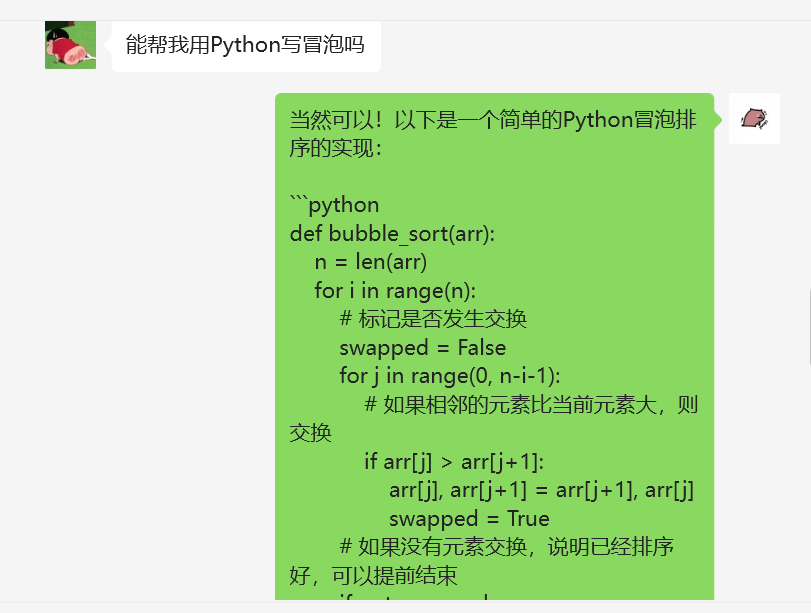 能帮我用Python写冒泡吗
当然可以！以下是一个简单的Python冒泡排
序的实现：
```python
def bubble_sort(arr):
    n = len(arr)
    for i in range(n):
        # 标记是否发生交换
        swapped = False
        for j in range(0, n-i-1):
            # 如果相邻的元素比当前元素大，则
交换
            if arr[j] > arr[j+1]:
                arr[j], arr[j+1] = arr[j+1], arr[j]
                swapped = True
        # 如果没有元素交换，说明已经排序
好，可以提前结束